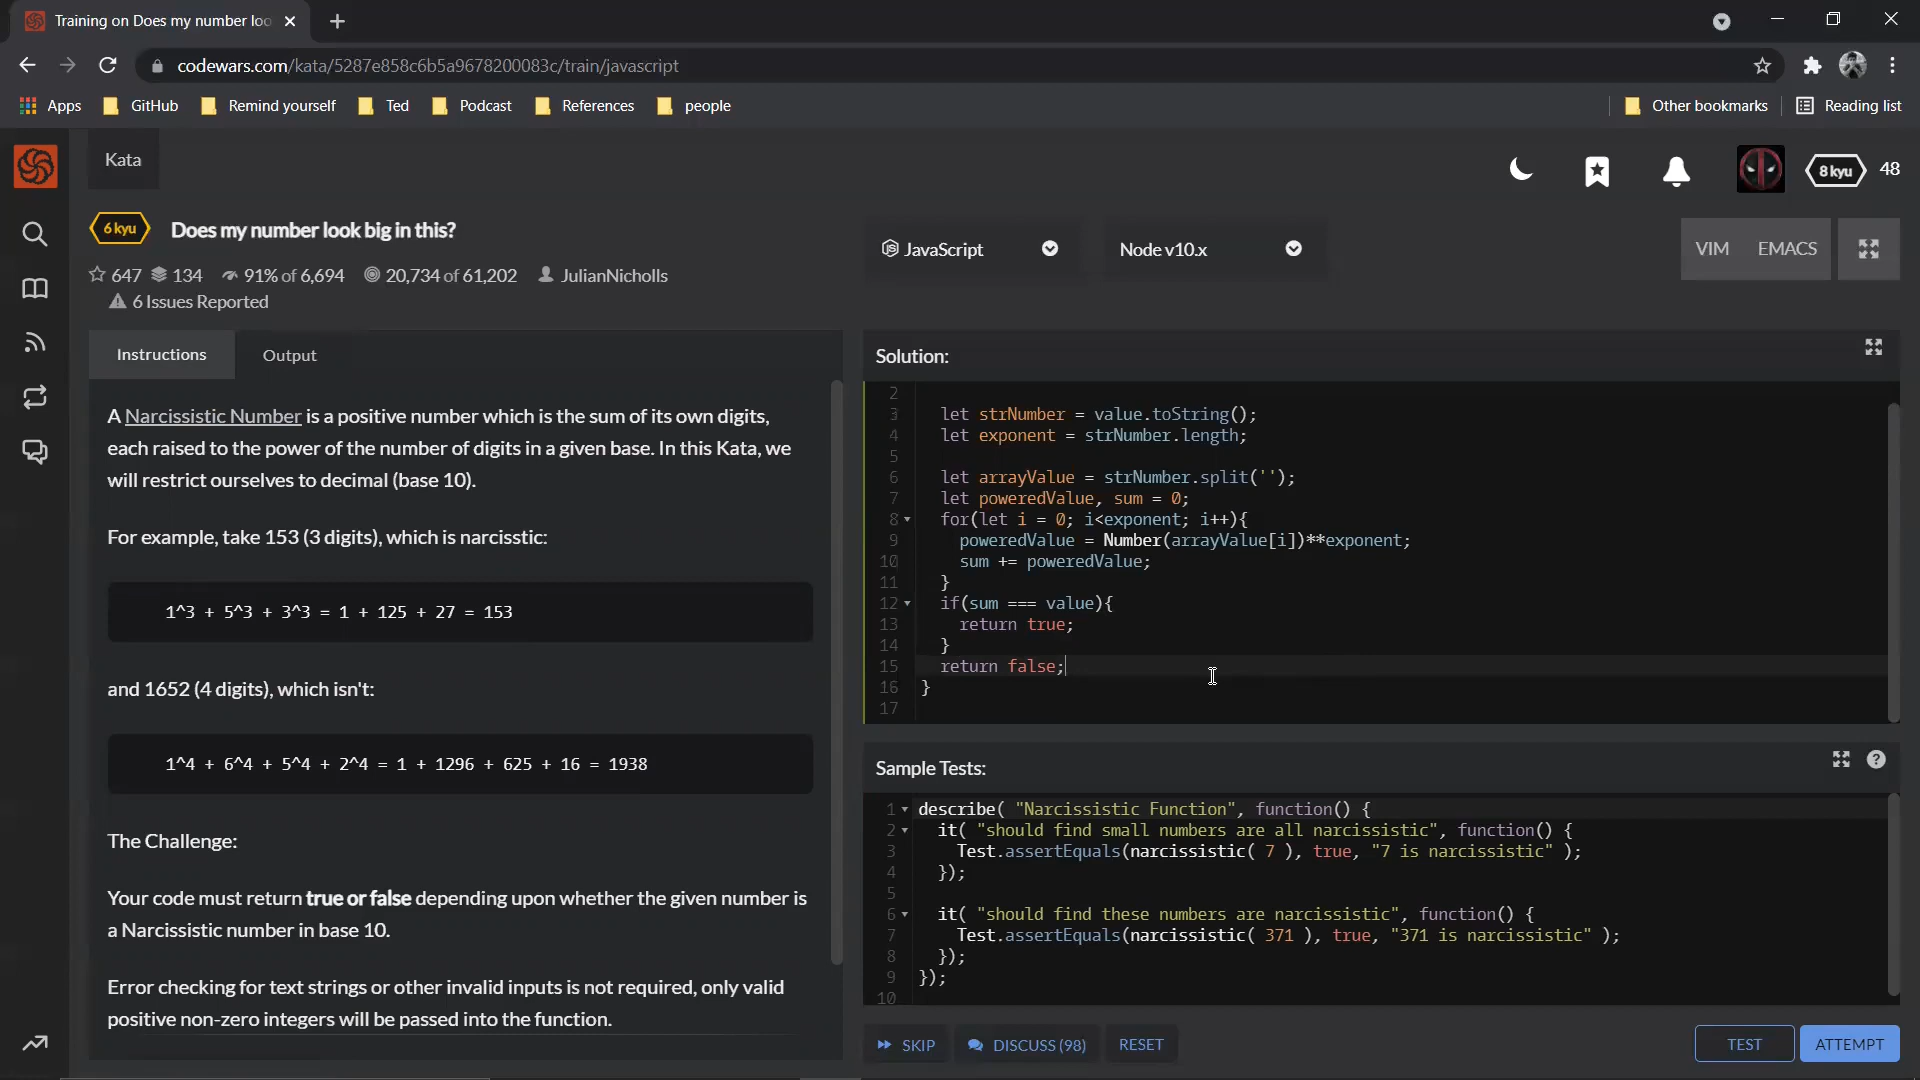 Training on Does my number loo
codewars.com/kata/5287e858c6b5a9678200083c/train/javascript
Apps GitHub Remind yourself Ted Podcast References people Other bookmarks Reading list
Kata
8 kyu 48
6 kyu Does my number look big in this?
647 134 91% of 6,694 20,734 of 61,202 JulianNicholls
6 Issues Reported
JavaScript Node v10.x VIM EMACS
Instructions Output
A Narcissistic Number is a positive number which is the sum of its own digits,
each raised to the power of the number of digits in a given base. In this Kata, we
will restrict ourselves to decimal (base 10).
For example, take 153 (3 digits), which is narcisstic:
1^3 + 5^3 + 3^3 = 1 + 125 + 27 = 153
and 1652 (4 digits), which isn't:
1^4 + 6^4 + 5^4 + 2^4 = 1 + 1296 + 625 + 16 = 1938
The Challenge:
Your code must return true or false depending upon whether the given number is
a Narcissistic number in base 10.
Error checking for text strings or other invalid inputs is not required, only valid
positive non-zero integers will be passed into the function.
Solution:
2
3 let strNumber = value.toString();
4 let exponent = strNumber.length;
5
6 let arrayValue = strNumber.split('');
7 let poweredValue, sum = 0;
8 for(let i = 0; i<exponent; i++){
9 poweredValue = Number(arrayValue[i])**exponent;
10 sum += poweredValue;
11 }
12 if(sum === value){
13 return true;
14 }
15 return false;
16 }
17
Sample Tests:
1 describe( "Narcissistic Function", function() {
2 it( "should find small numbers are all narcissistic", function() {
3 Test.assertEquals(narcissistic( 7 ), true, "7 is narcissistic" );
4 });
5
6 it( "should find these numbers are narcissistic", function() {
7 Test.assertEquals(narcissistic( 371 ), true, "371 is narcissistic" );
8 });
9 });
10
SKIP DISCUSS (98) RESET TEST ATTEMPT